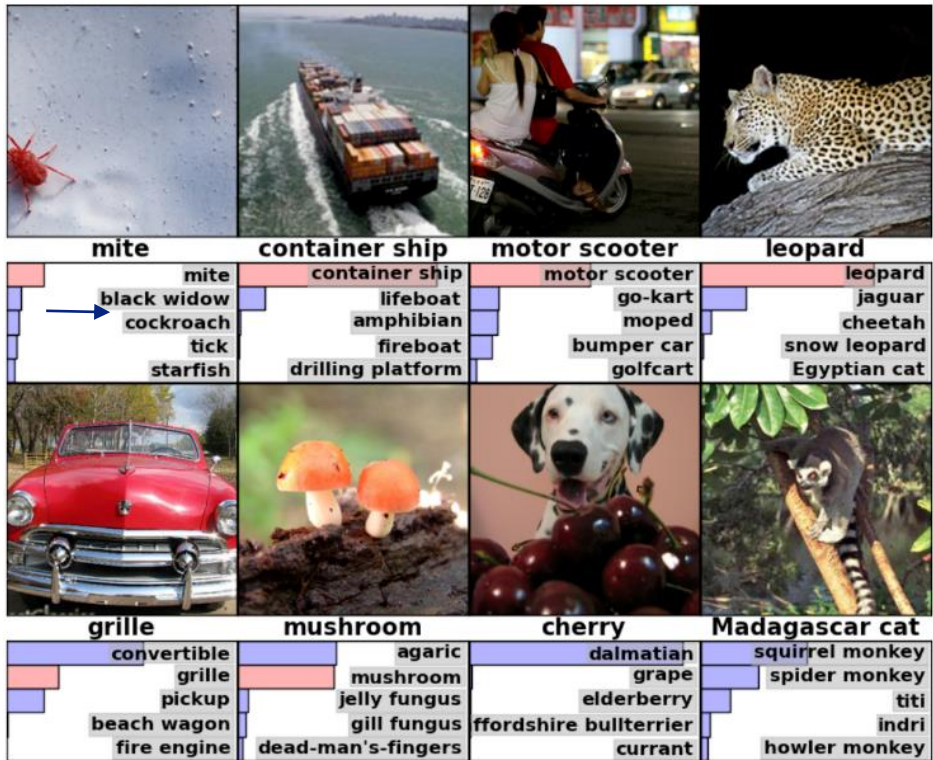 mite
container ship
motor scooter
leopard
mite
black widow
cockroach
tick
starfish
container ship
lifeboat
amphibian
fireboat
drilling platform
motor scooter
go-kart
moped
bumper car
golfcart
leopard
jaguar
cheetah
snow leopard
Egyptian cat
grille
mushroom
cherry
Madagascar cat
convertible
grille
pickup
beach wagon
fire engine
agaric
mushroom
jelly fungus
gill fungus
dead-man's-fingers
dalmatian
grape
elderberry
ffordshire bullterrier
currant
squirrel monkey
spider monkey
titi
indri
howler monkey